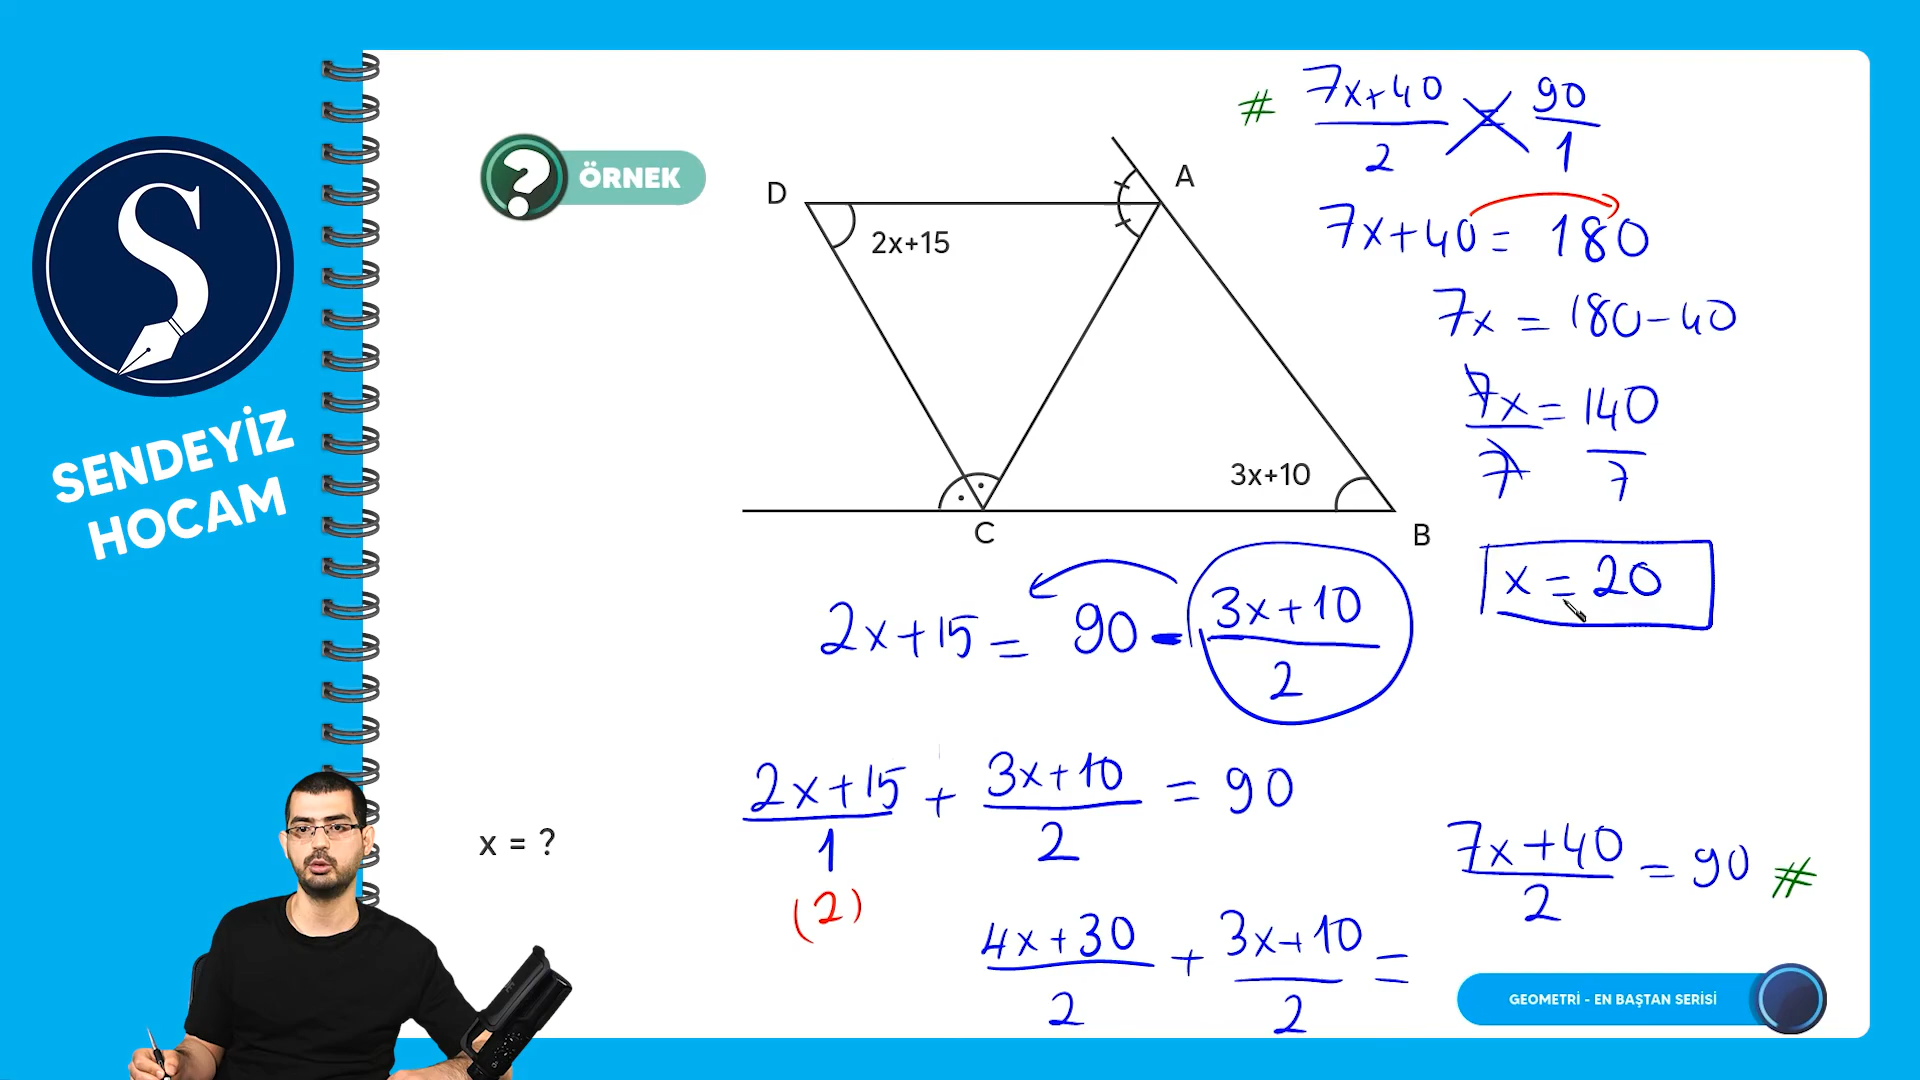 SENDEYİZ
HOCAM
ÖRNEK
D
A
2x+15
3x+10
C
B
x = ?
2x+15 = 90 - (3x+10)/2
(2x+15)/1 + (3x+10)/2 = 90
(2)
(4x+30)/2 + (3x+10)/2 =
(7x+40)/2 = 90 #
# (7x+40)/2 = 90/1
7x+40 = 180
7x = 180-40
7x/7 = 140/7
x = 20
GEOMETRİ - EN BAŞTAN SERİSİ